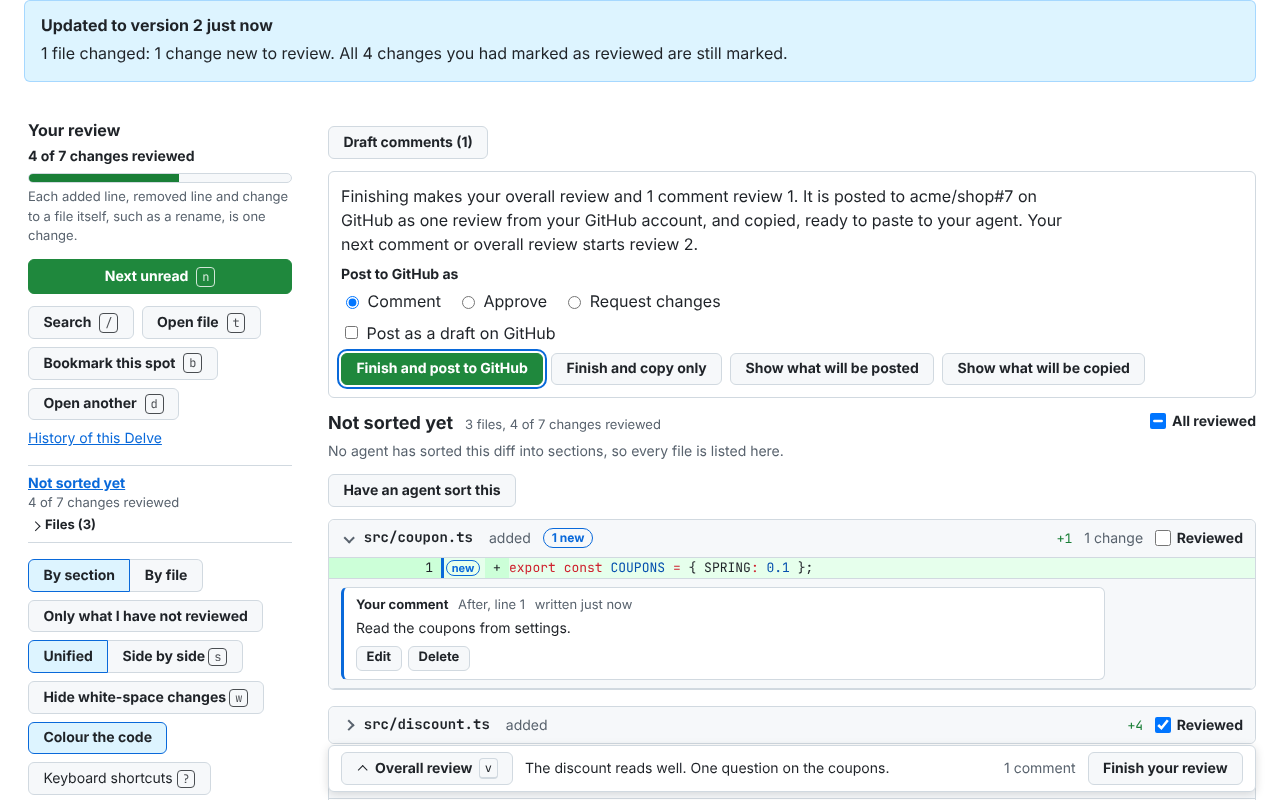 Updated to version 2 just now
1 file changed: 1 change new to review. All 4 changes you had marked as reviewed are still marked.
Your review
4 of 7 changes reviewed
Each added line, removed line and change
to a file itself, such as a rename, is one
change.
Next unread n
Search /
Open file t
Bookmark this spot b
Open another d
History of this Delve
Not sorted yet
4 of 7 changes reviewed
Files (3)
By section
By file
Only what I have not reviewed
Unified
Side by side s
Hide white-space changes w
Colour the code
Keyboard shortcuts ?
Draft comments (1)
Finishing makes your overall review and 1 comment review 1. It is posted to acme/shop#7 on
GitHub as one review from your GitHub account, and copied, ready to paste to your agent. Your
next comment or overall review starts review 2.
Post to GitHub as
Comment
Approve
Request changes
Post as a draft on GitHub
Finish and post to GitHub
Finish and copy only
Show what will be posted
Show what will be copied
Not sorted yet 3 files, 4 of 7 changes reviewed
All reviewed
No agent has sorted this diff into sections, so every file is listed here.
Have an agent sort this
src/coupon.ts added 1 new +1 1 change Reviewed
1 new + export const COUPONS = { SPRING: 0.1 };
Your comment After, line 1 written just now
Read the coupons from settings.
Edit
Delete
src/discount.ts added +4 Reviewed
Overall review v The discount reads well. One question on the coupons. 1 comment Finish your review